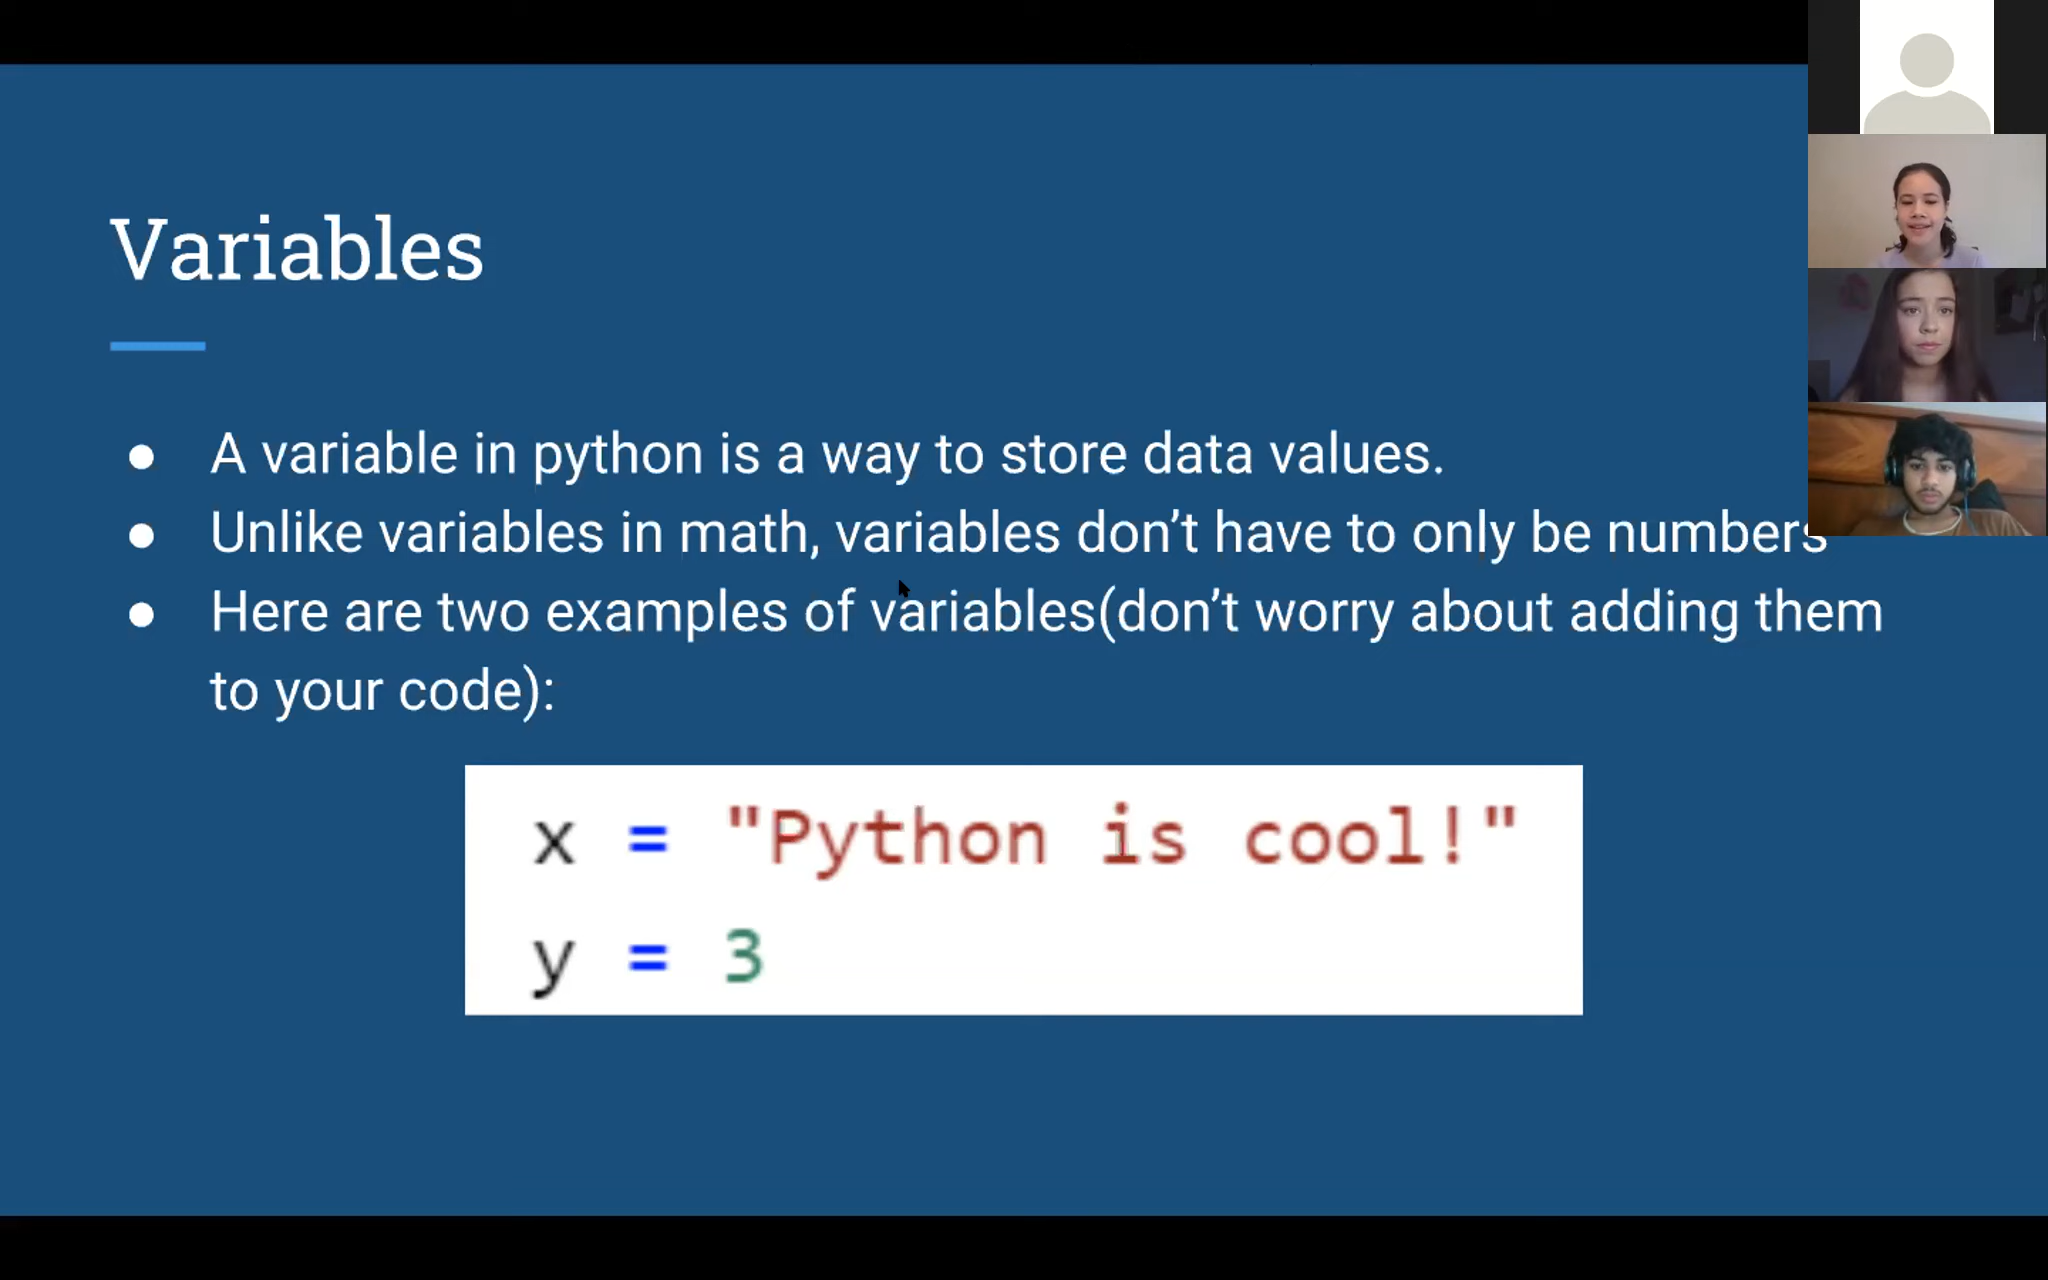 Variables
● A variable in python is a way to store data values.
● Unlike variables in math, variables don’t have to only be numbers
● Here are two examples of variables(don’t worry about adding them
to your code):
x = "Python is cool!"
y = 3